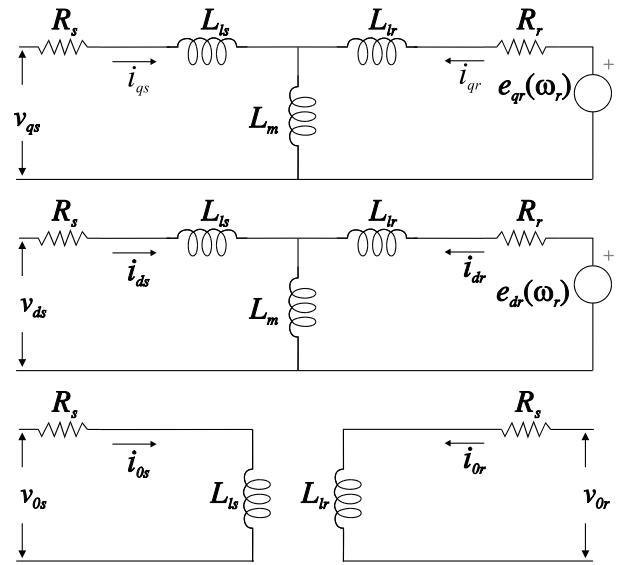 R_s L_ls L_lr R_r
i_qs i_qr e_qr(ω_r) +
v_qs L_m
R_s L_ls L_lr R_r
i_ds i_dr +
v_ds L_m e_dr(ω_r)
R_s R_s
i_0s i_0r
v_0s L_ls L_lr v_0r